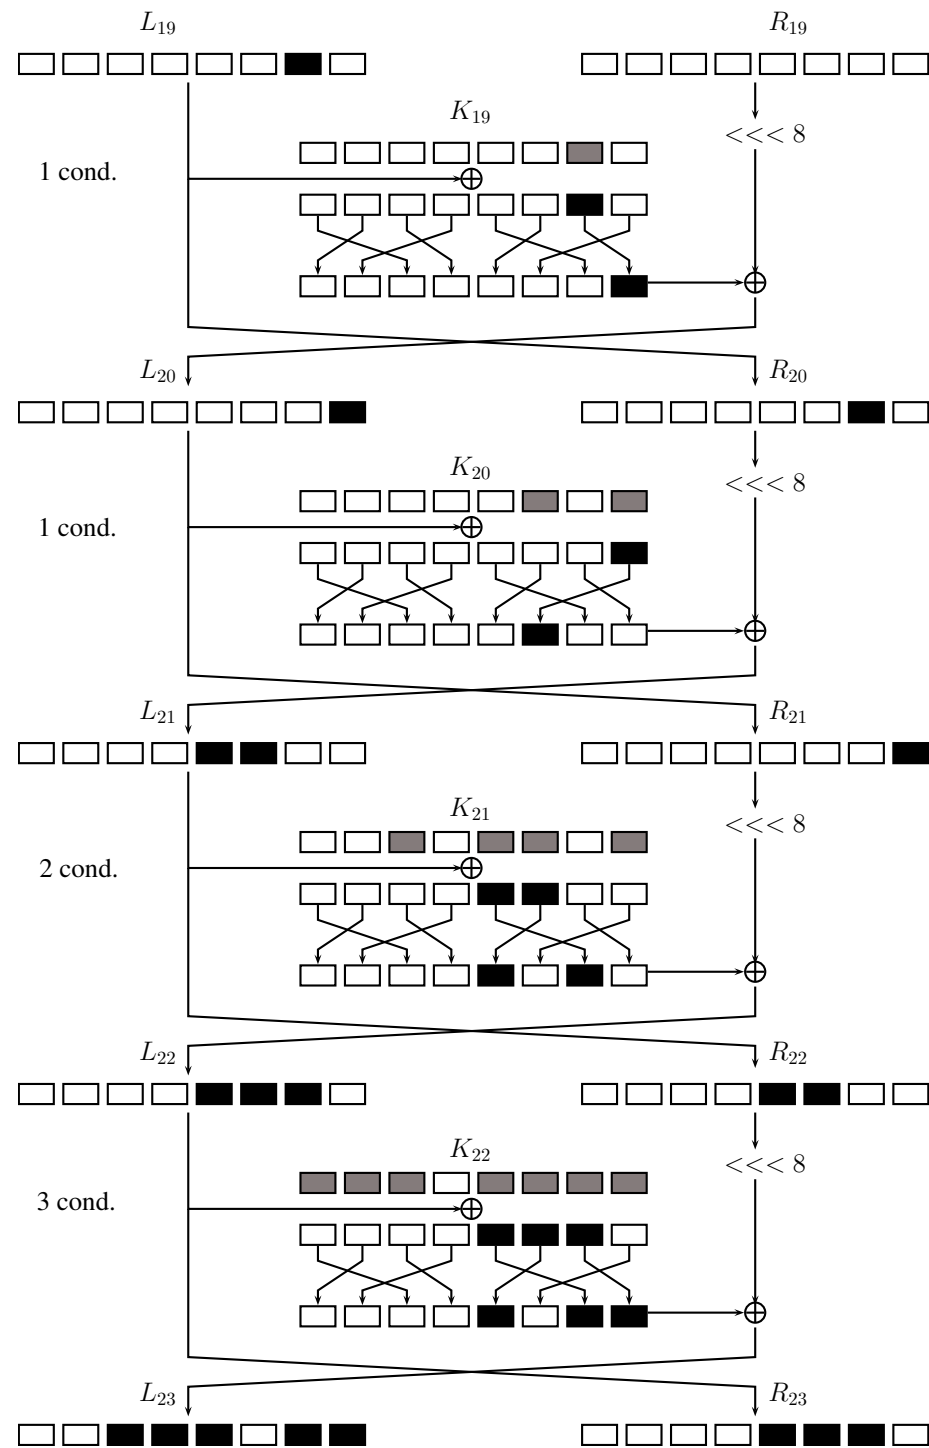 L19 R19
K19
<<< 8
1 cond.
L20 R20
K20
<<< 8
1 cond.
L21 R21
K21
<<< 8
2 cond.
L22 R22
K22
<<< 8
3 cond.
L23 R23